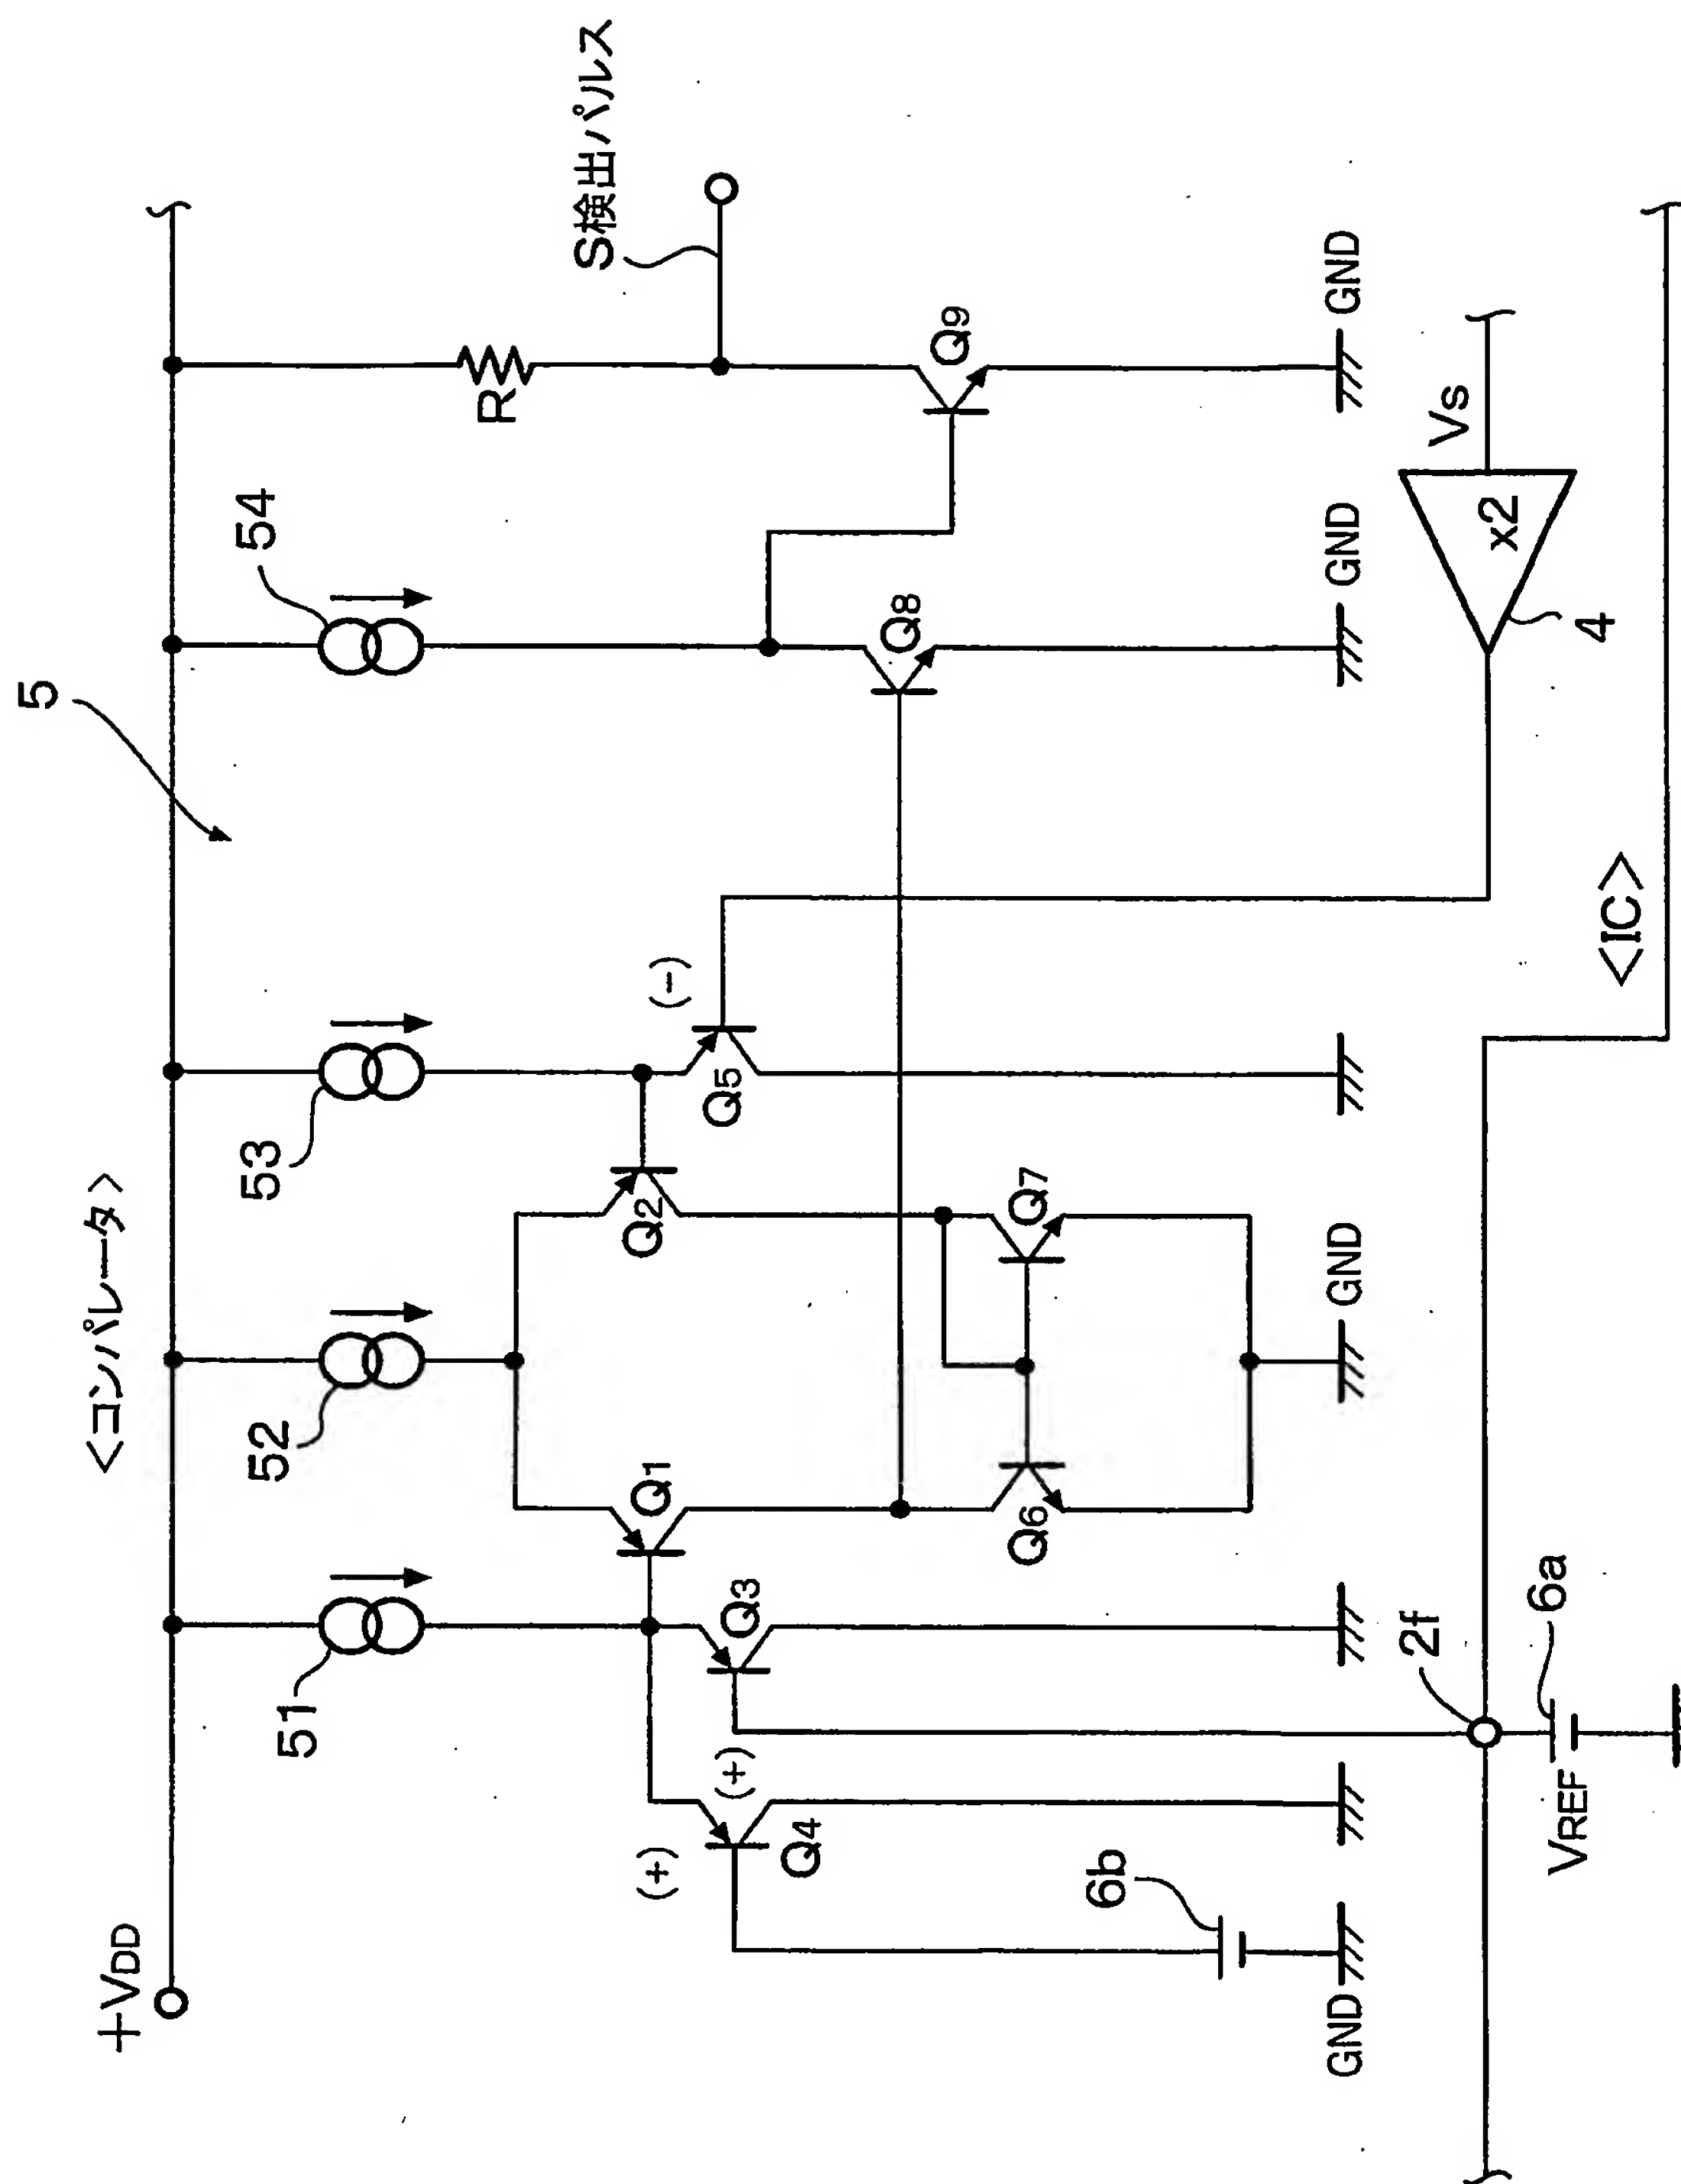 <コンパレータ>
5
+VDD
51
52
53
54
R
S検出パルス
(+)
(+)
(-)
Q1
Q2
Q3
Q4
Q5
Q6
Q7
Q8
Q9
6b
GND
GND
GND
GND
Vs
x2
4
2f
<IC>
VREF
6a